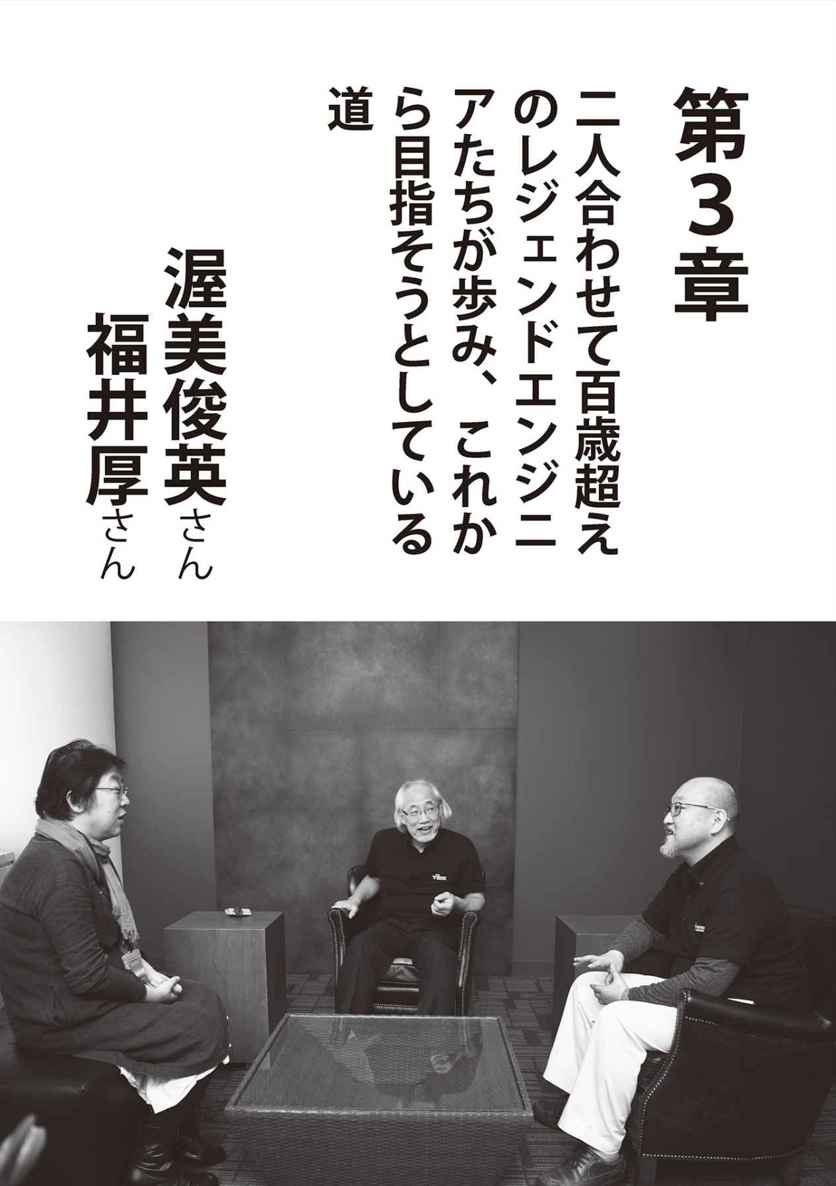 第3章
二人合わせて百歳超え
のレジェンドエンジニ
アたちが歩み、これか
ら目指そうとしている
道
渥美俊英さん
福井厚さん